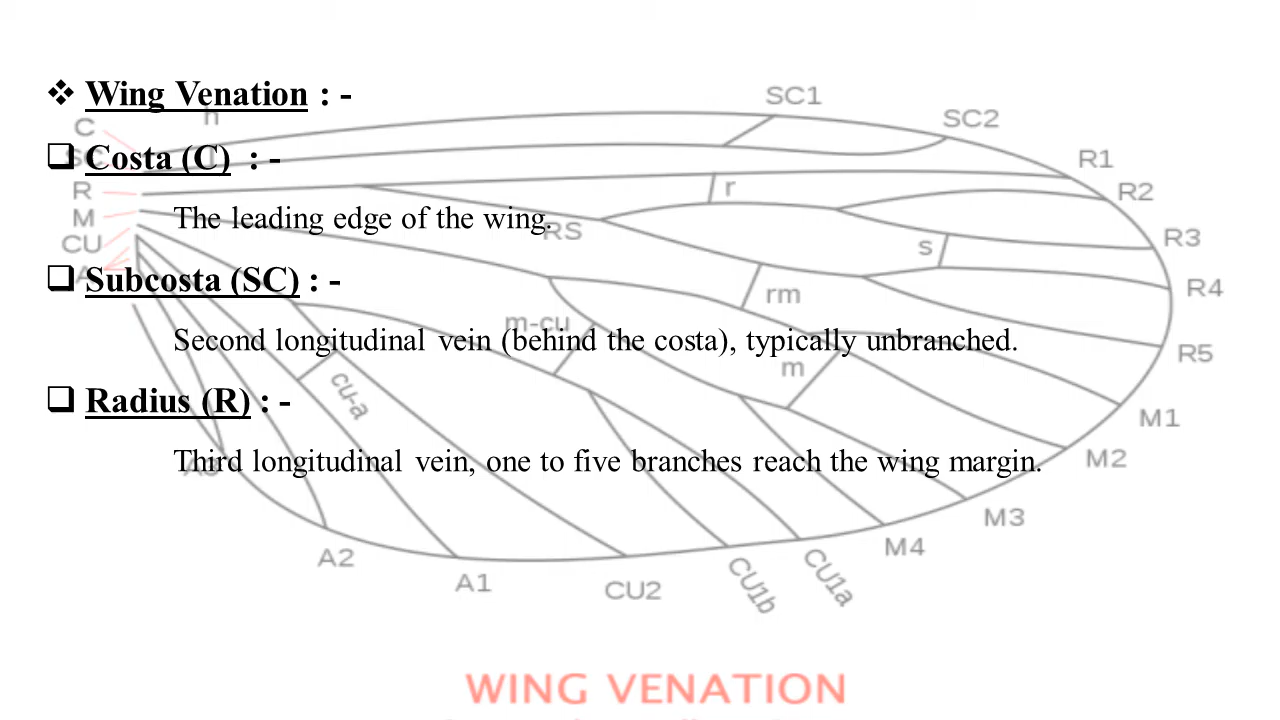 ❖ Wing Venation : -
❑ Costa (C) : -
The leading edge of the wing.
❑ Subcosta (SC) : -
Second longitudinal vein (behind the costa), typically unbranched.
❑ Radius (R) : -
Third longitudinal vein, one to five branches reach the wing margin.
h
SC1
SC2
C
R1
R
r
R2
M
RS
R3
CU
s
R4
rm
m-cu
R5
m
cu-a
M1
M2
M3
M4
A2
A1
CU2
CU1b
CU1a
WING VENATION